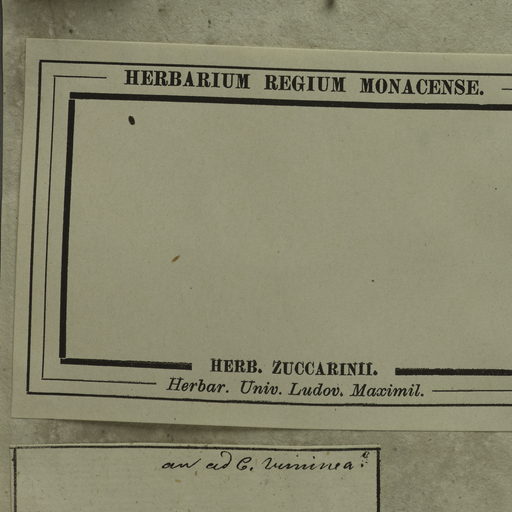 HERBARIUM REGIUM MONACENSE.
HERB. ZUCCARINII.
Herbar. Univ. Ludov. Maximil.
an ad C. viminea